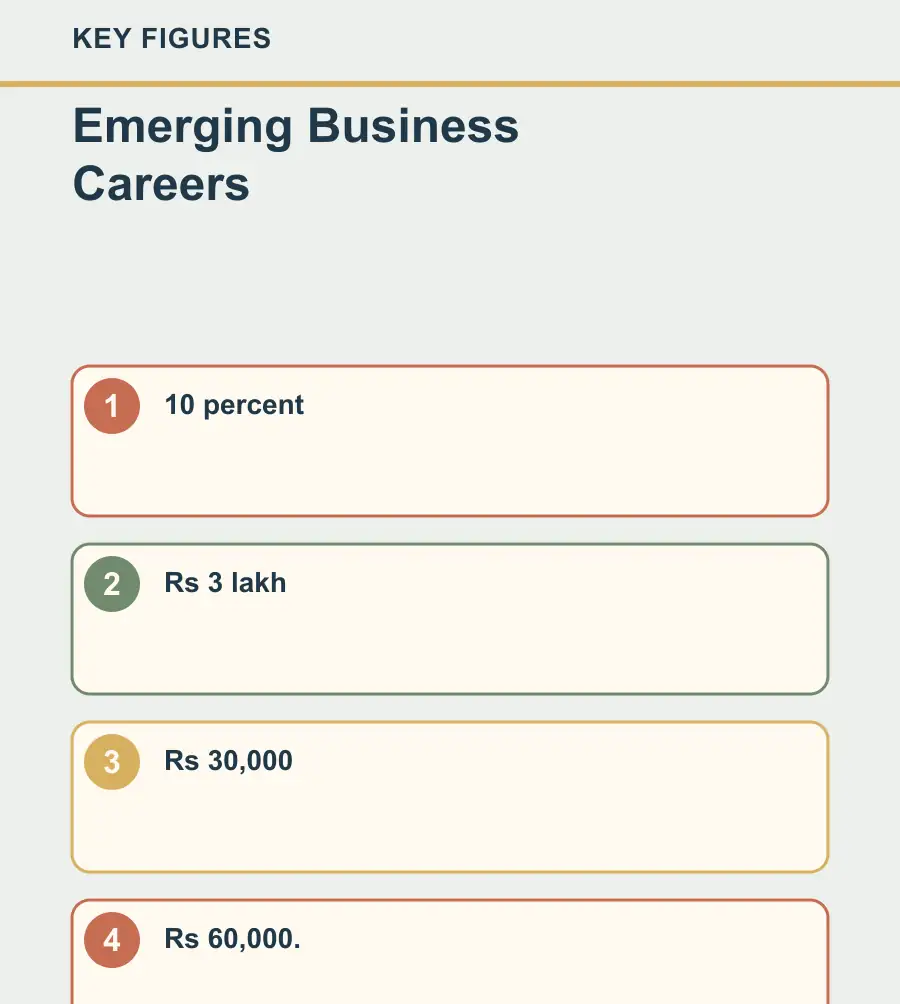 KEY FIGURES
Emerging Business
Careers
1
10 percent
2
Rs 3 lakh
3
Rs 30,000
4
Rs 60,000.